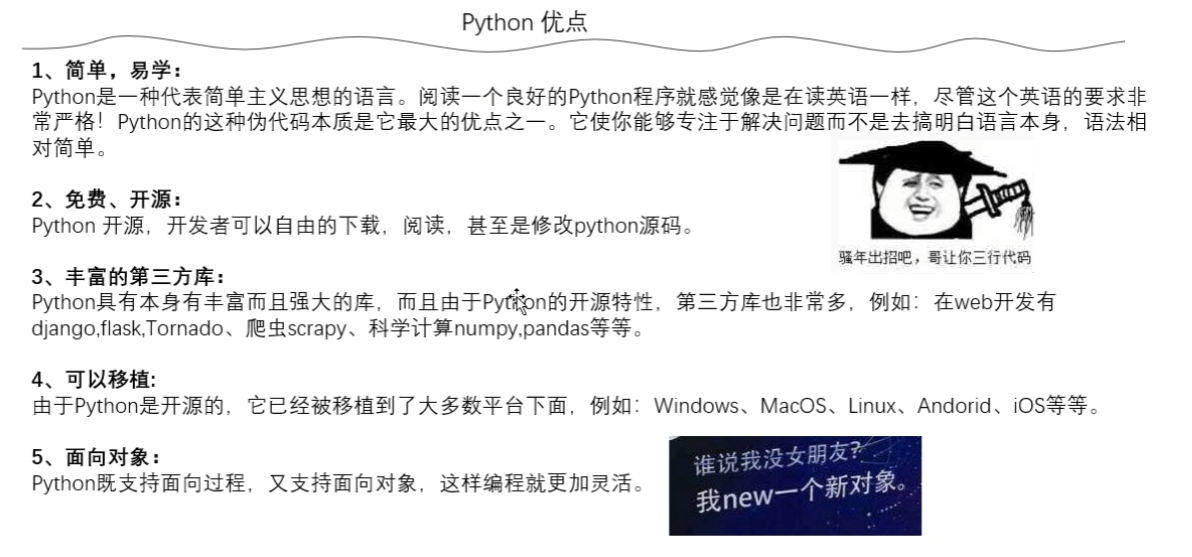 Python 优点
1、简单，易学：
Python是一种代表简单主义思想的语言。阅读一个良好的Python程序就感觉像是在读英语一样，尽管这个英语的要求非
常严格！Python的这种伪代码本质是它最大的优点之一。它使你能够专注于解决问题而不是去搞明白语言本身，语法相
对简单。
2、免费、开源：
Python 开源，开发者可以自由的下载，阅读，甚至是修改python源码。
骚年出招吧，哥让你三行代码
3、丰富的第三方库：
Python具有本身有丰富而且强大的库，而且由于Python的开源特性，第三方库也非常多，例如：在web开发有
django,flask,Tornado、爬虫scrapy、科学计算numpy,pandas等等。
4、可以移植:
由于Python是开源的，它已经被移植到了大多数平台下面，例如：Windows、MacOS、Linux、Andorid、iOS等等。
5、面向对象：
Python既支持面向过程，又支持面向对象，这样编程就更加灵活。
谁说我没女朋友?
我new一个新对象。